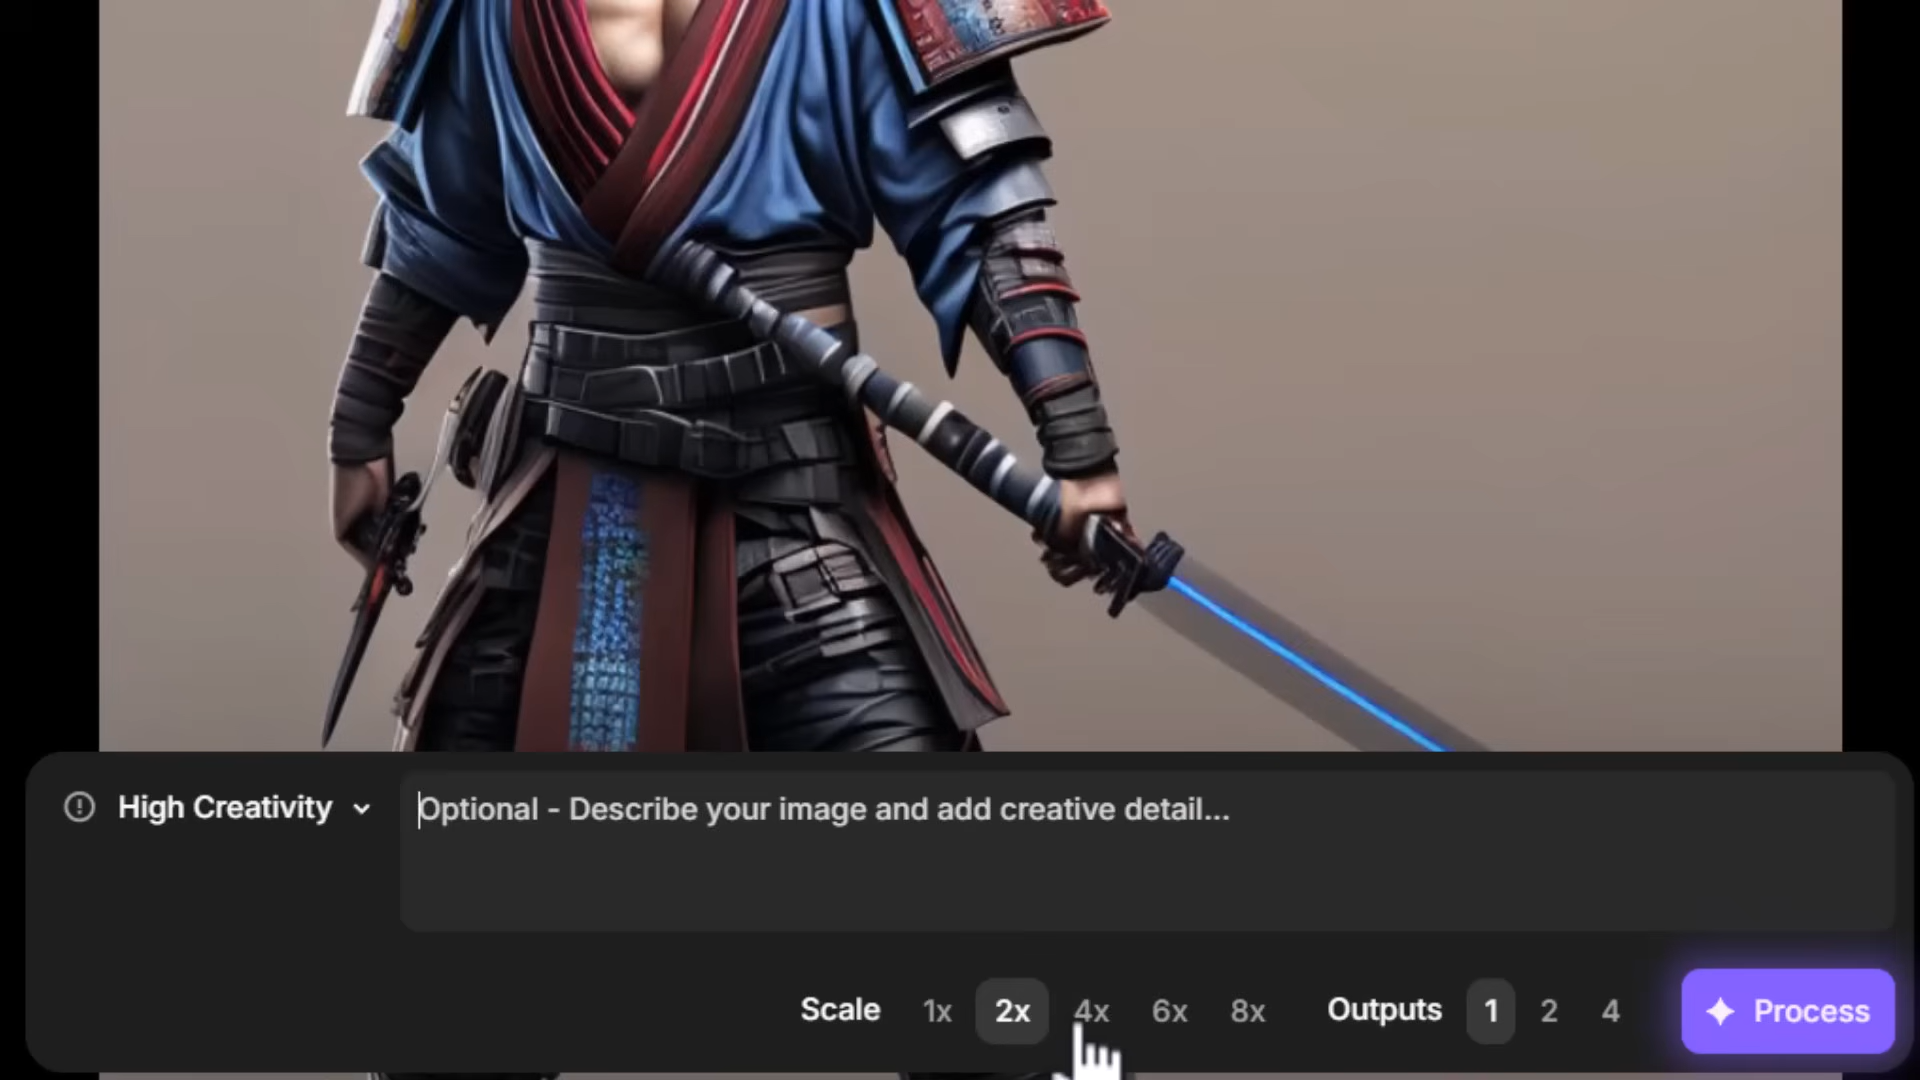 High Creativity
Optional - Describe your image and add creative detail...
Scale 1x 2x 4x 6x 8x Outputs 1 2 4 Process